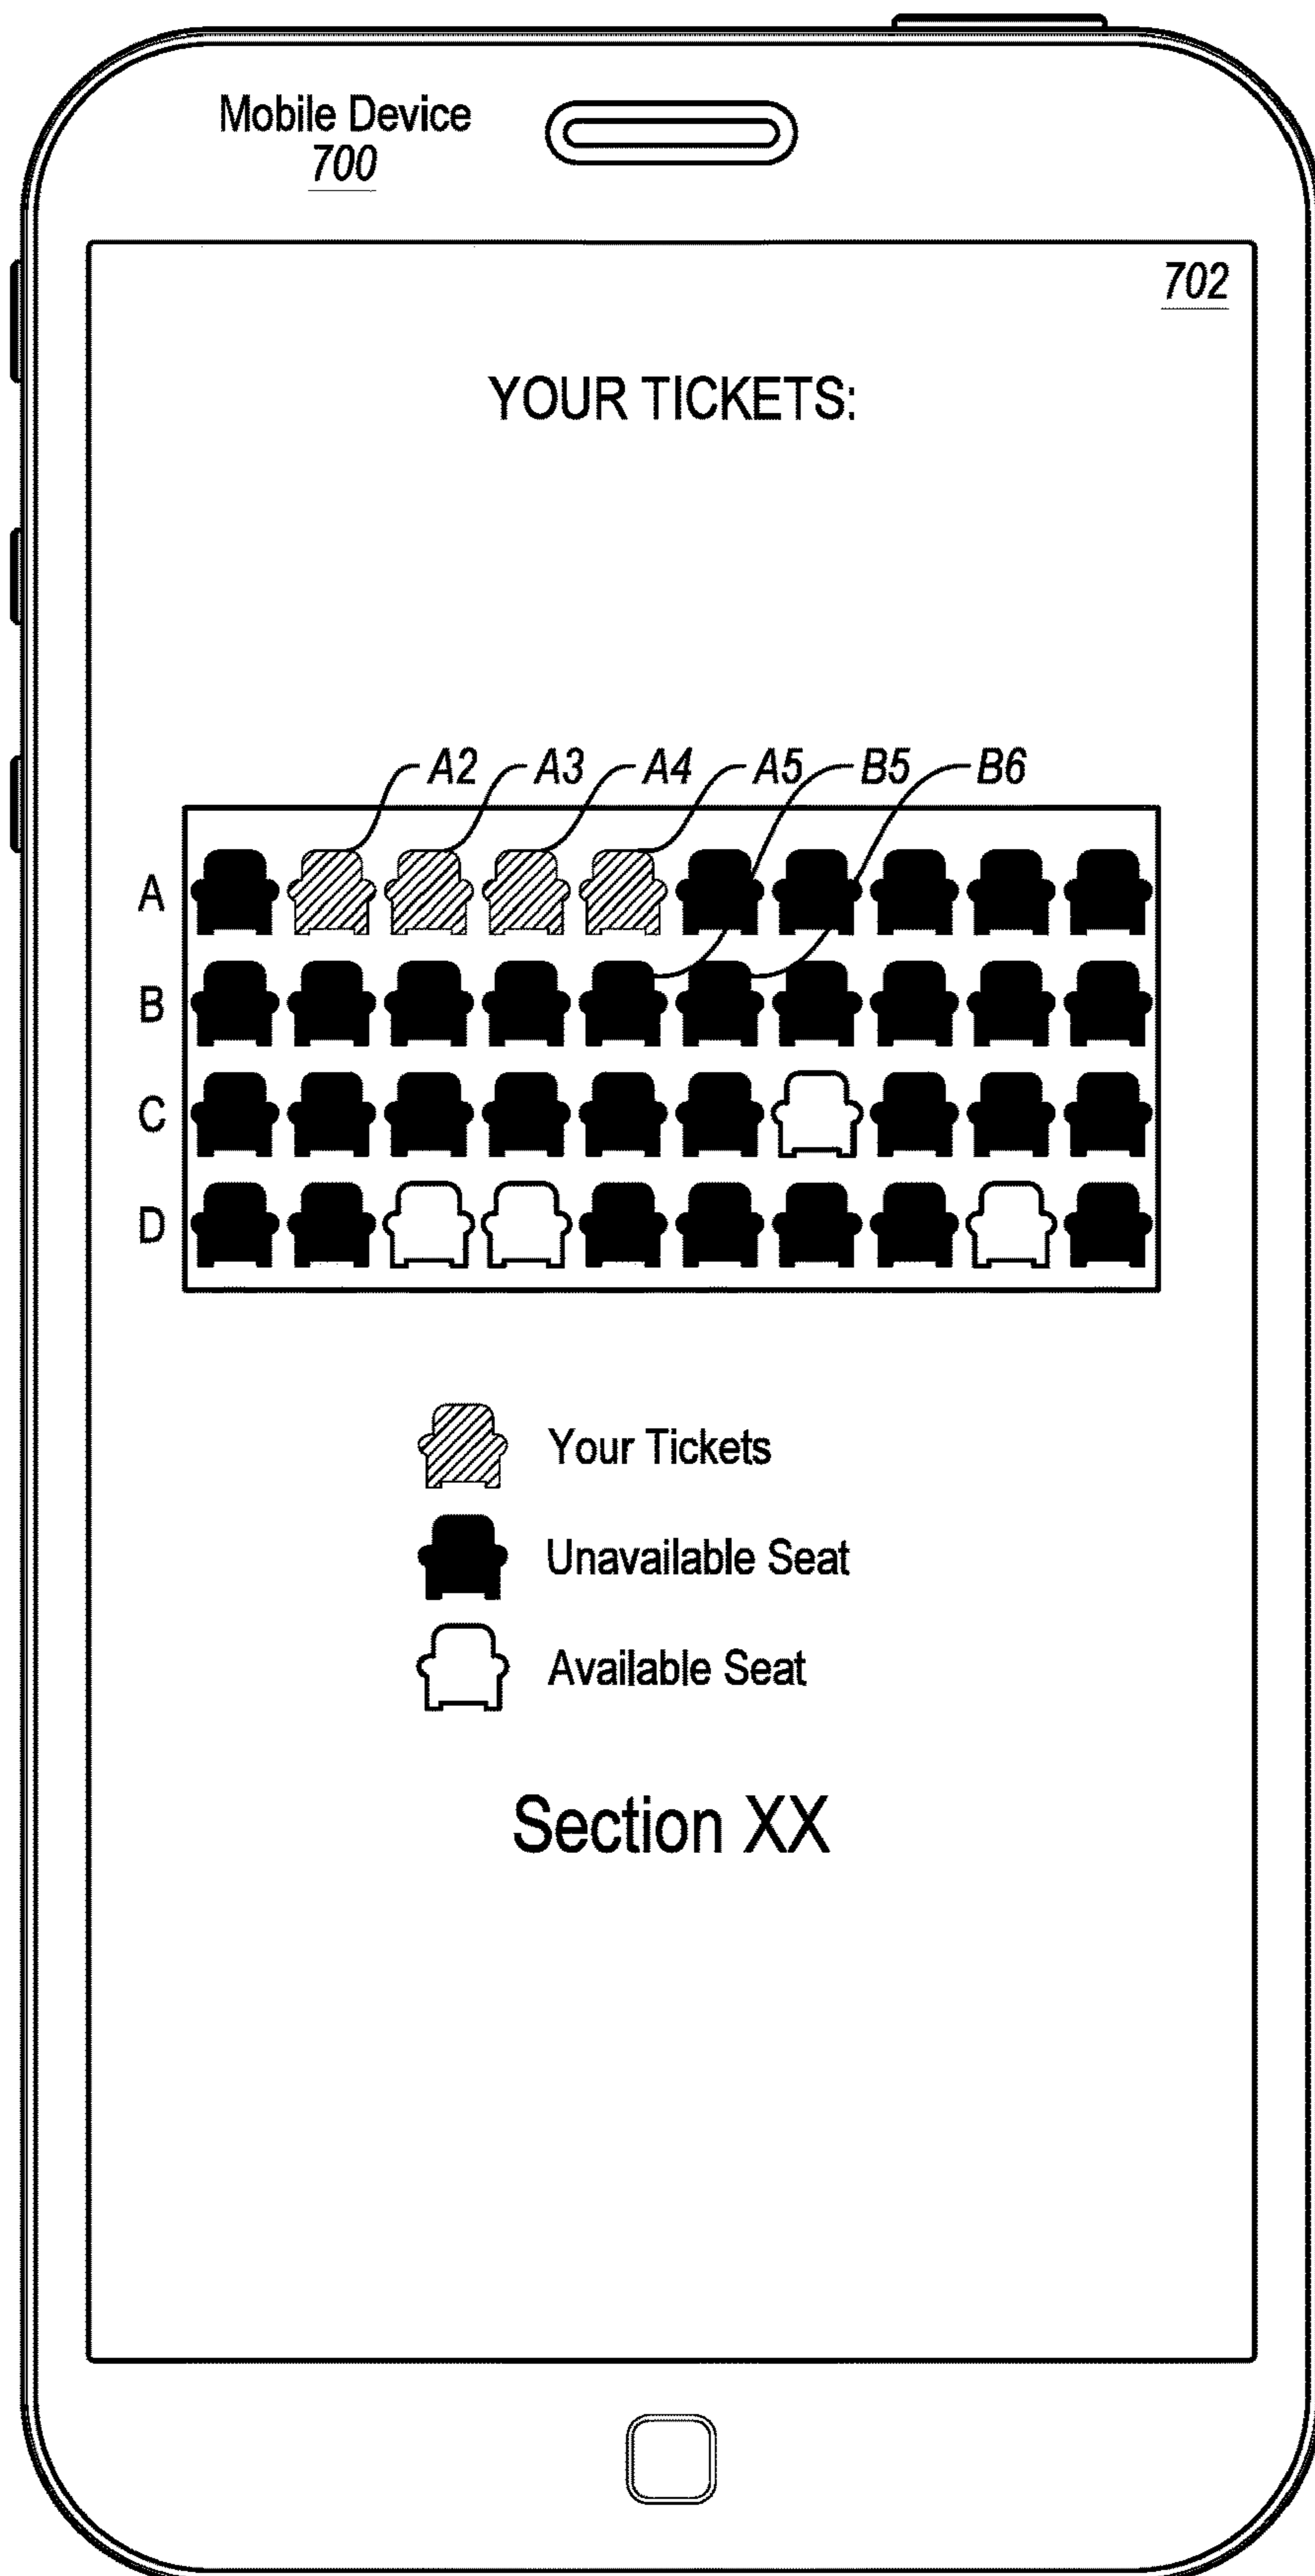 Mobile Device
700
702
YOUR TICKETS:
A2 A3 A4 A5 B5 B6
A
B
C
D
Your Tickets
Unavailable Seat
Available Seat
Section XX